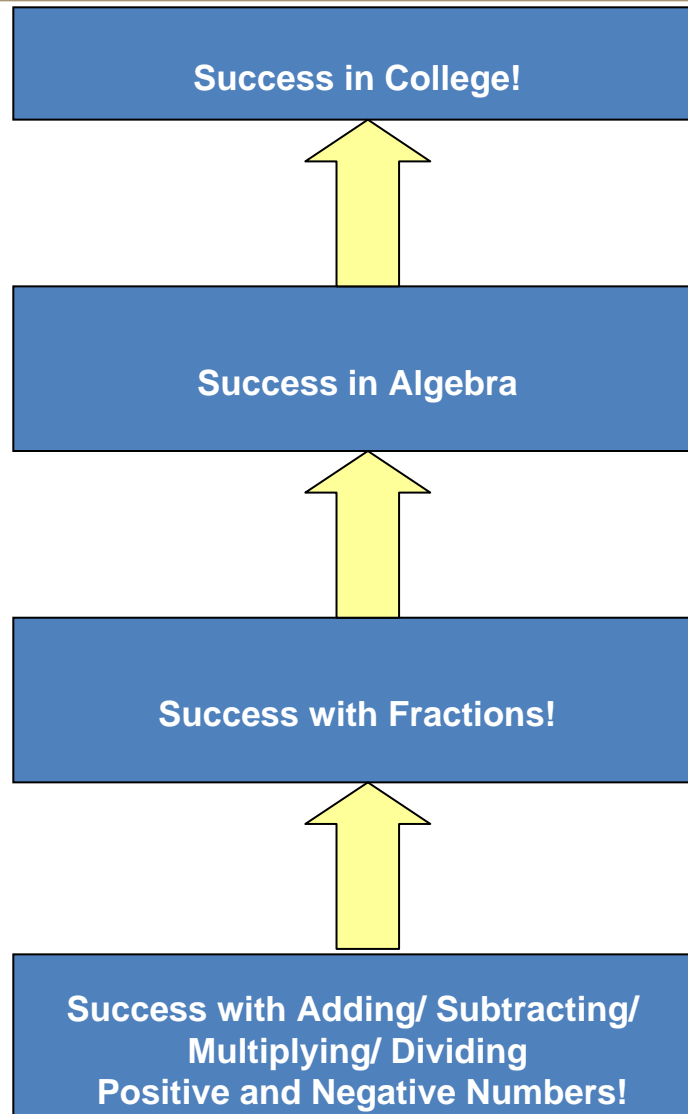 Success in College!
Success in Algebra
Success with Fractions!
Success with Adding/ Subtracting/
Multiplying/ Dividing
Positive and Negative Numbers!